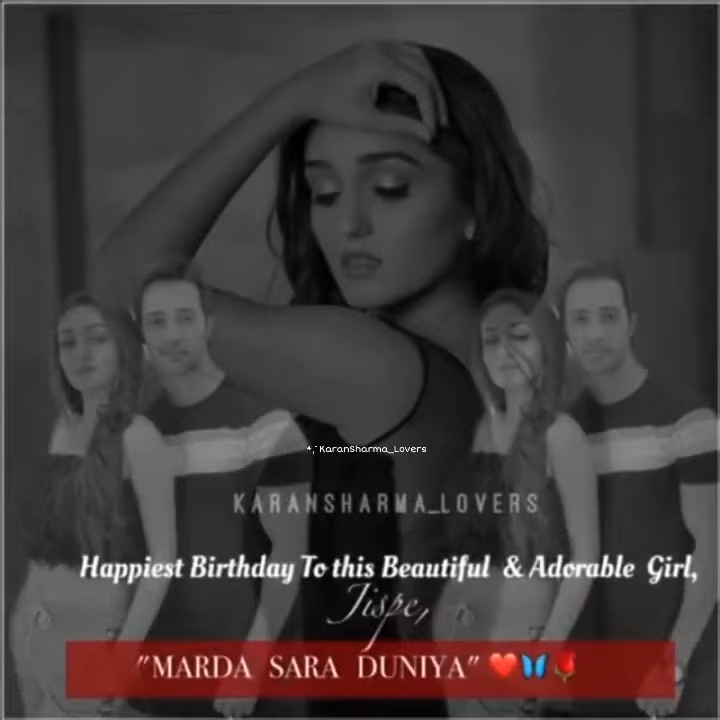 *,"KaranSharma_Lovers
KARANSHARMA_LOVERS
Happiest Birthday To this Beautiful & Adorable Girl,
Jispe,
"MARDA SARA DUNIYA" ❤️🦋🌹